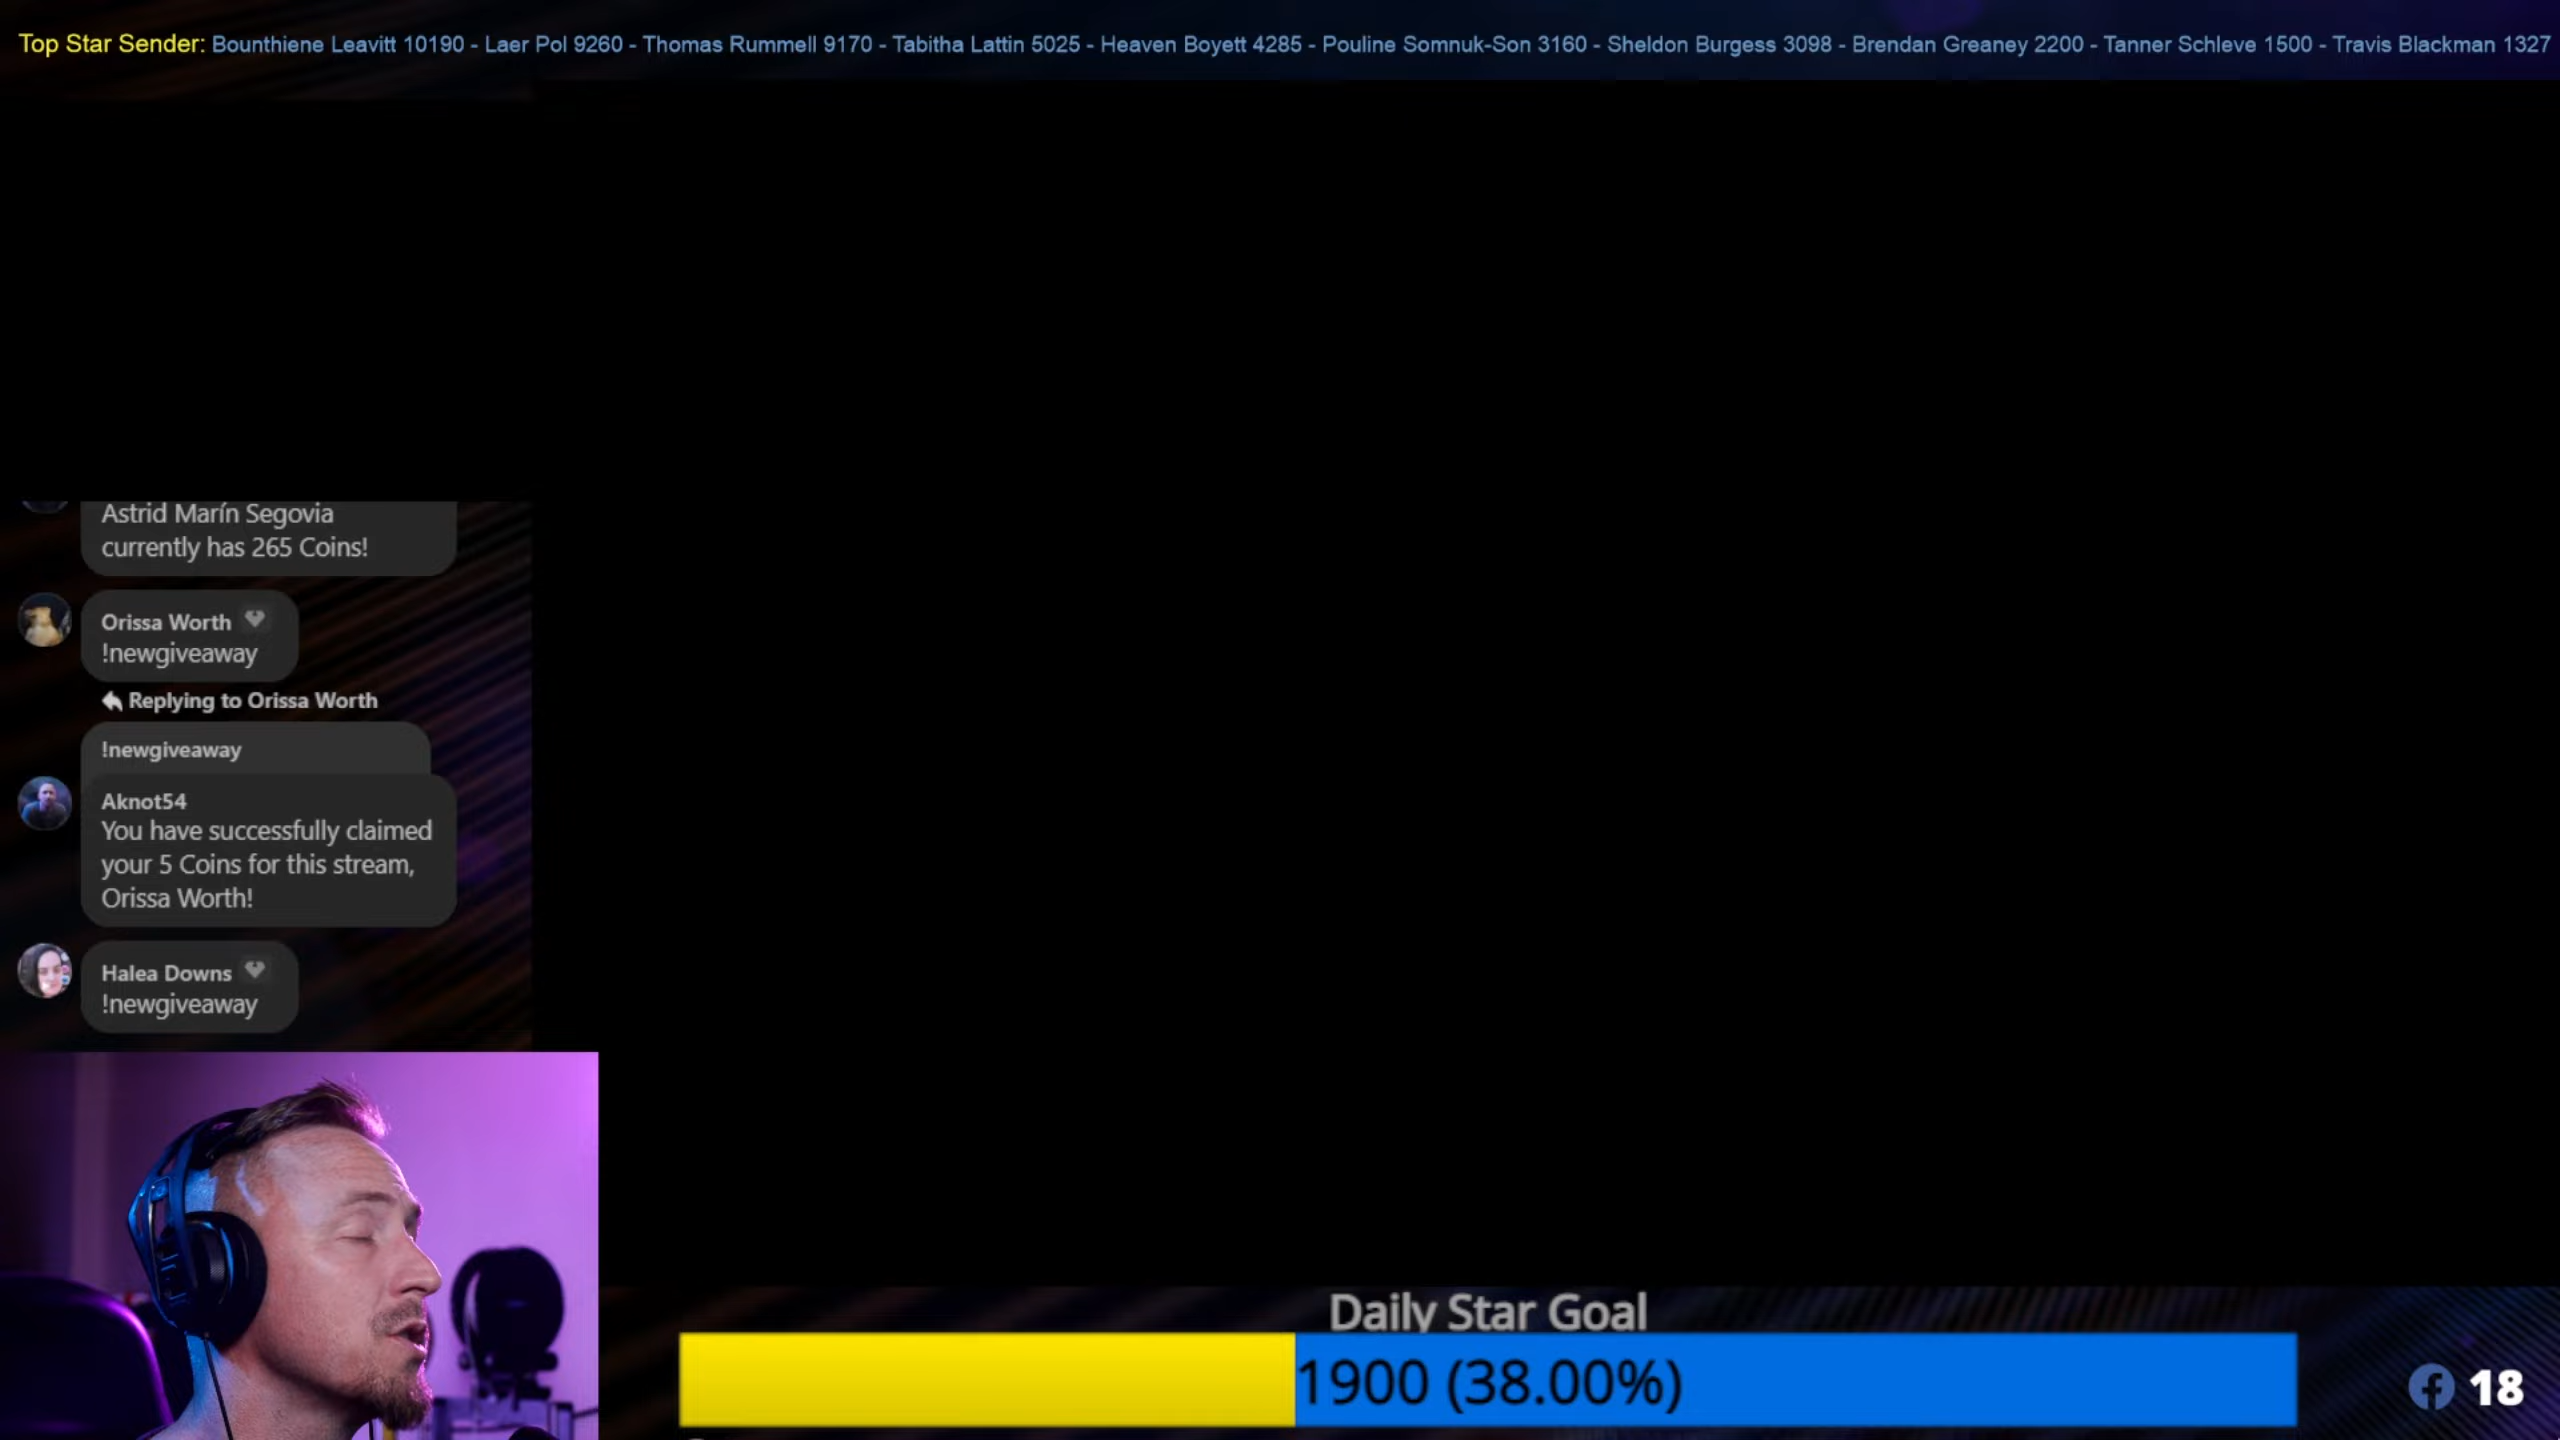 Top Star Sender: Bounthiene Leavitt 10190 - Laer Pol 9260 - Thomas Rummell 9170 - Tabitha Lattin 5025 - Heaven Boyett 4285 - Pouline Somnuk-Son 3160 - Sheldon Burgess 3098 - Brendan Greaney 2200 - Tanner Schleve 1500 - Travis Blackman 1327
Astrid Marín Segovia
currently has 265 Coins!
Orissa Worth
!newgiveaway
Replying to Orissa Worth
!newgiveaway
Aknot54
You have successfully claimed
your 5 Coins for this stream,
Orissa Worth!
Halea Downs
!newgiveaway
Daily Star Goal
1900 (38.00%)
18